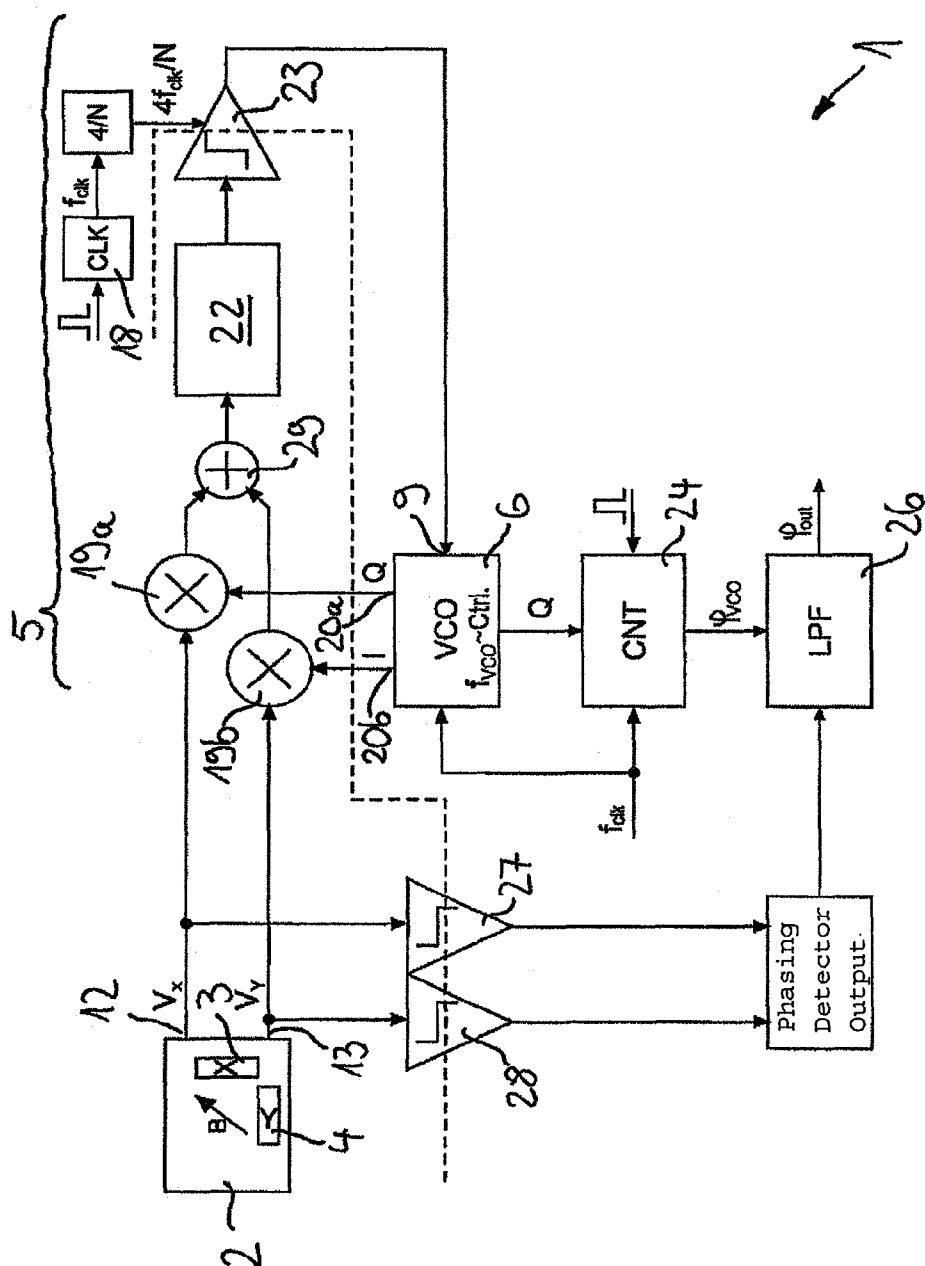 5
CLK
f_clk
4/N
4f_clk/N
18
23
22
29
19a
19b
20a
Q
20b
I
9
VCO
f_VCO~Ctrl.
6
Q
f_clk
CNT
24
φ_VCO
LPF
26
φ_out
12
V_X
3
V_Y
13
X
B
Y
4
2
27
28
Phasing
Detector
Output.
1